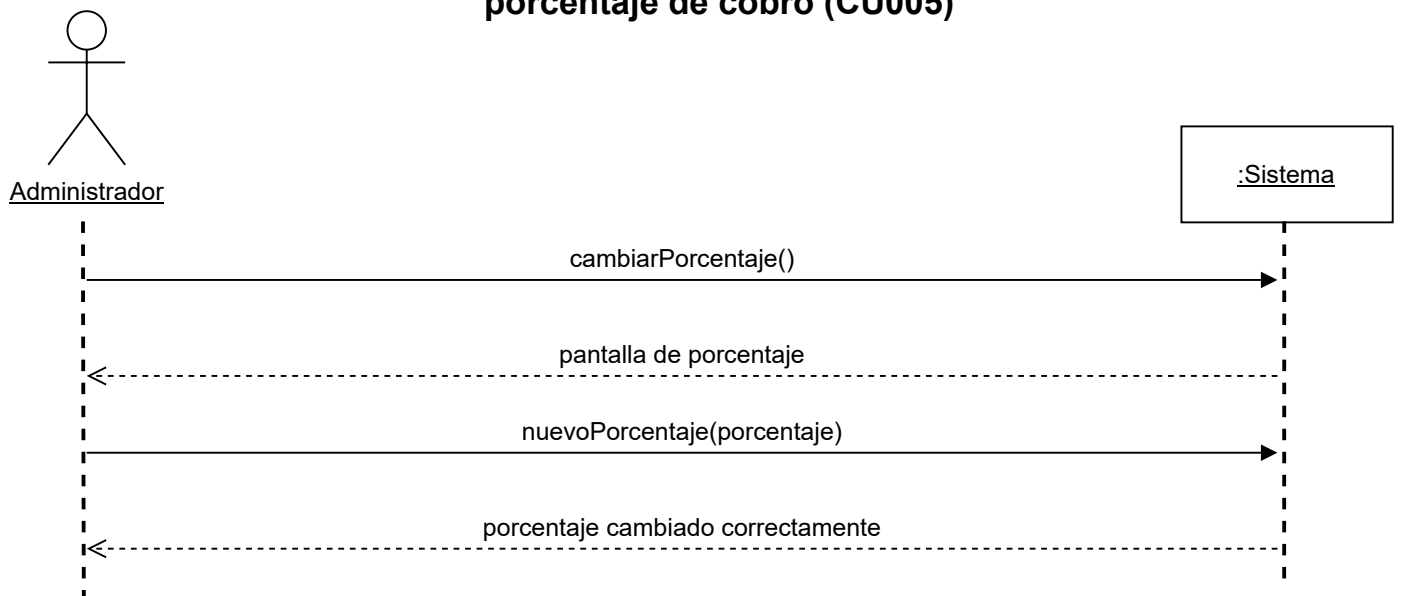 porcentaje de cobro (CU005)
Administrador
:Sistema
cambiarPorcentaje()
pantalla de porcentaje
nuevoPorcentaje(porcentaje)
porcentaje cambiado correctamente